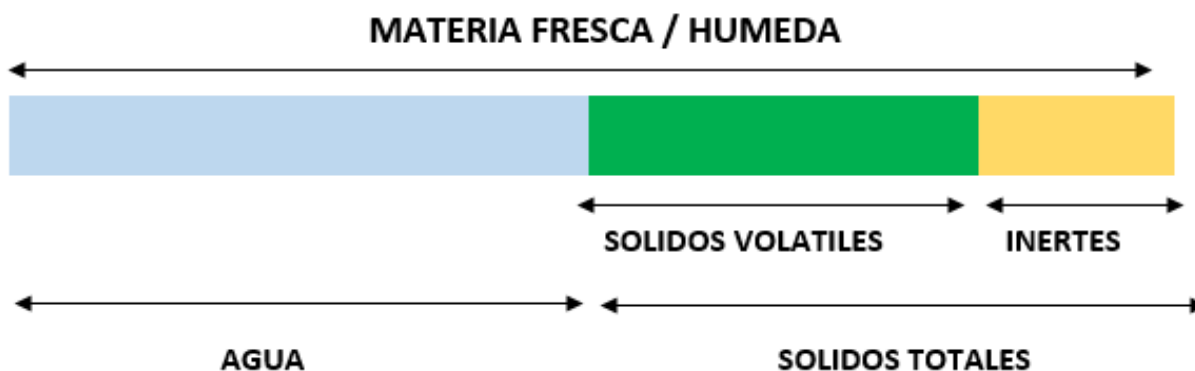 MATERIA FRESCA / HUMEDA
SOLIDOS VOLATILES
INERTES
AGUA
SOLIDOS TOTALES